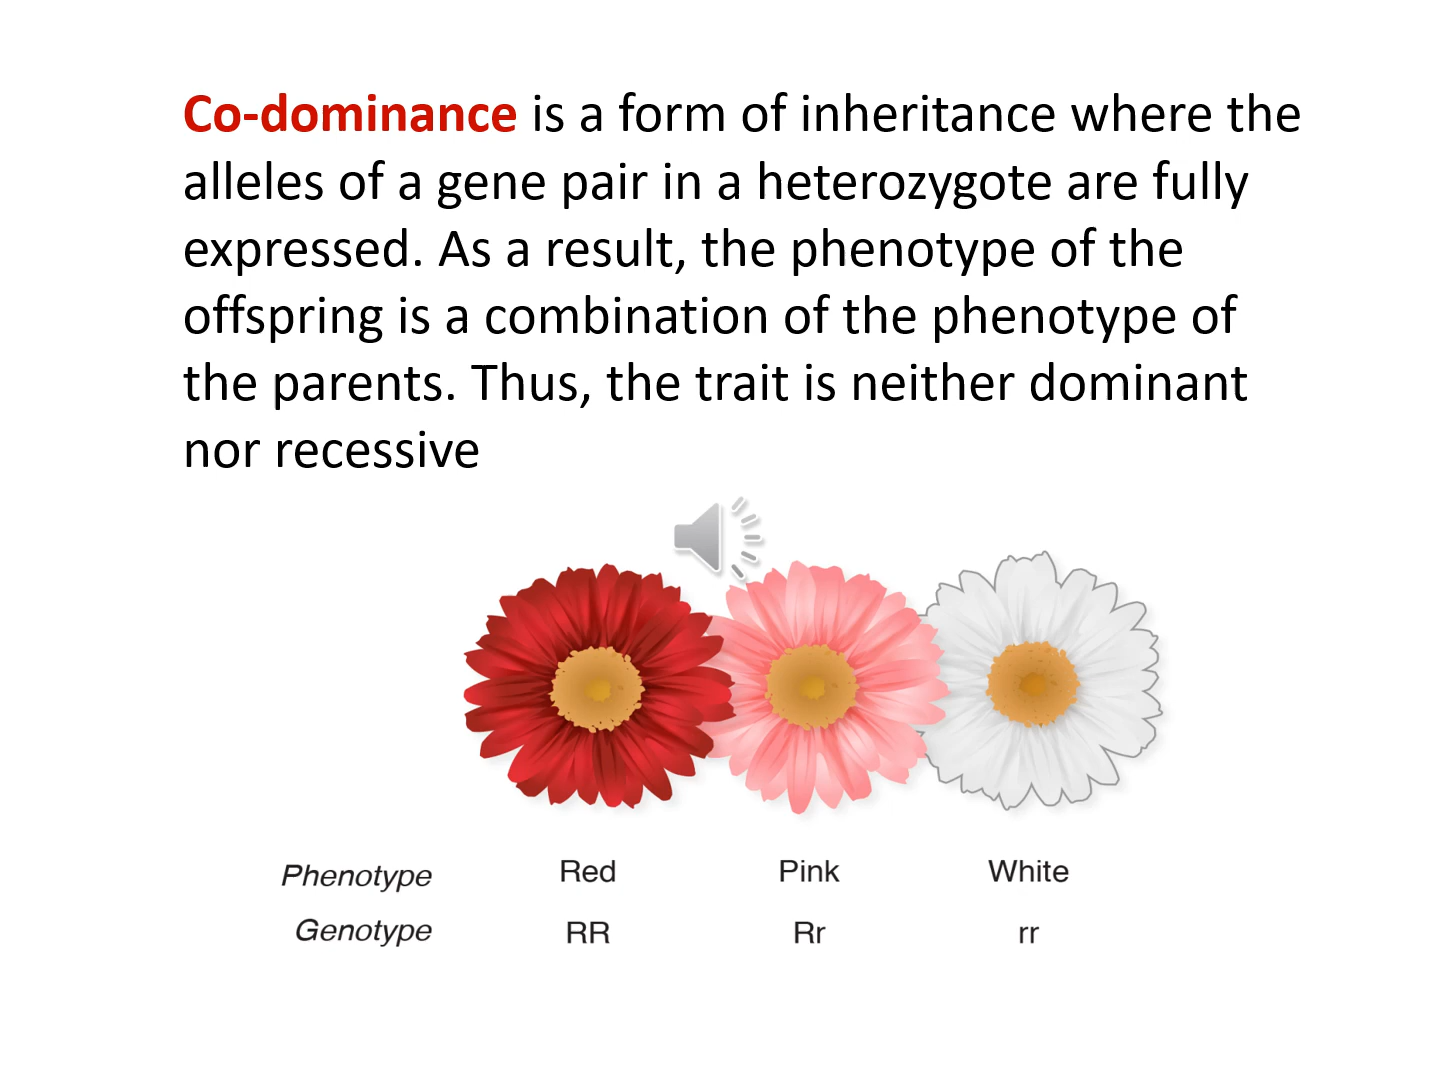 Co-dominance is a form of inheritance where the
alleles of a gene pair in a heterozygote are fully
expressed. As a result, the phenotype of the
offspring is a combination of the phenotype of
the parents. Thus, the trait is neither dominant
nor recessive
Phenotype Red Pink White
Genotype RR Rr rr